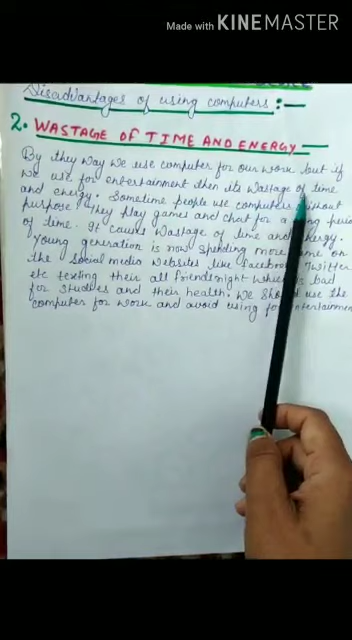 Made with KINEMASTER
Disadvantages of using computers :-
2. WASTAGE OF TIME AND ENERGY
By they way we use computer for our work but if
we use for entertainment then its wastage of time
and energy. Sometime people use computers without
purpose. They play games and chat for a long perio
of time. It causes wastage of time and energy.
Young generation is now spending more time on
the social media websites like facebook, Twitter
etc texting their all friends night which is bad
for studies and their health. We should use the
computer for work and avoid using for entertainmen